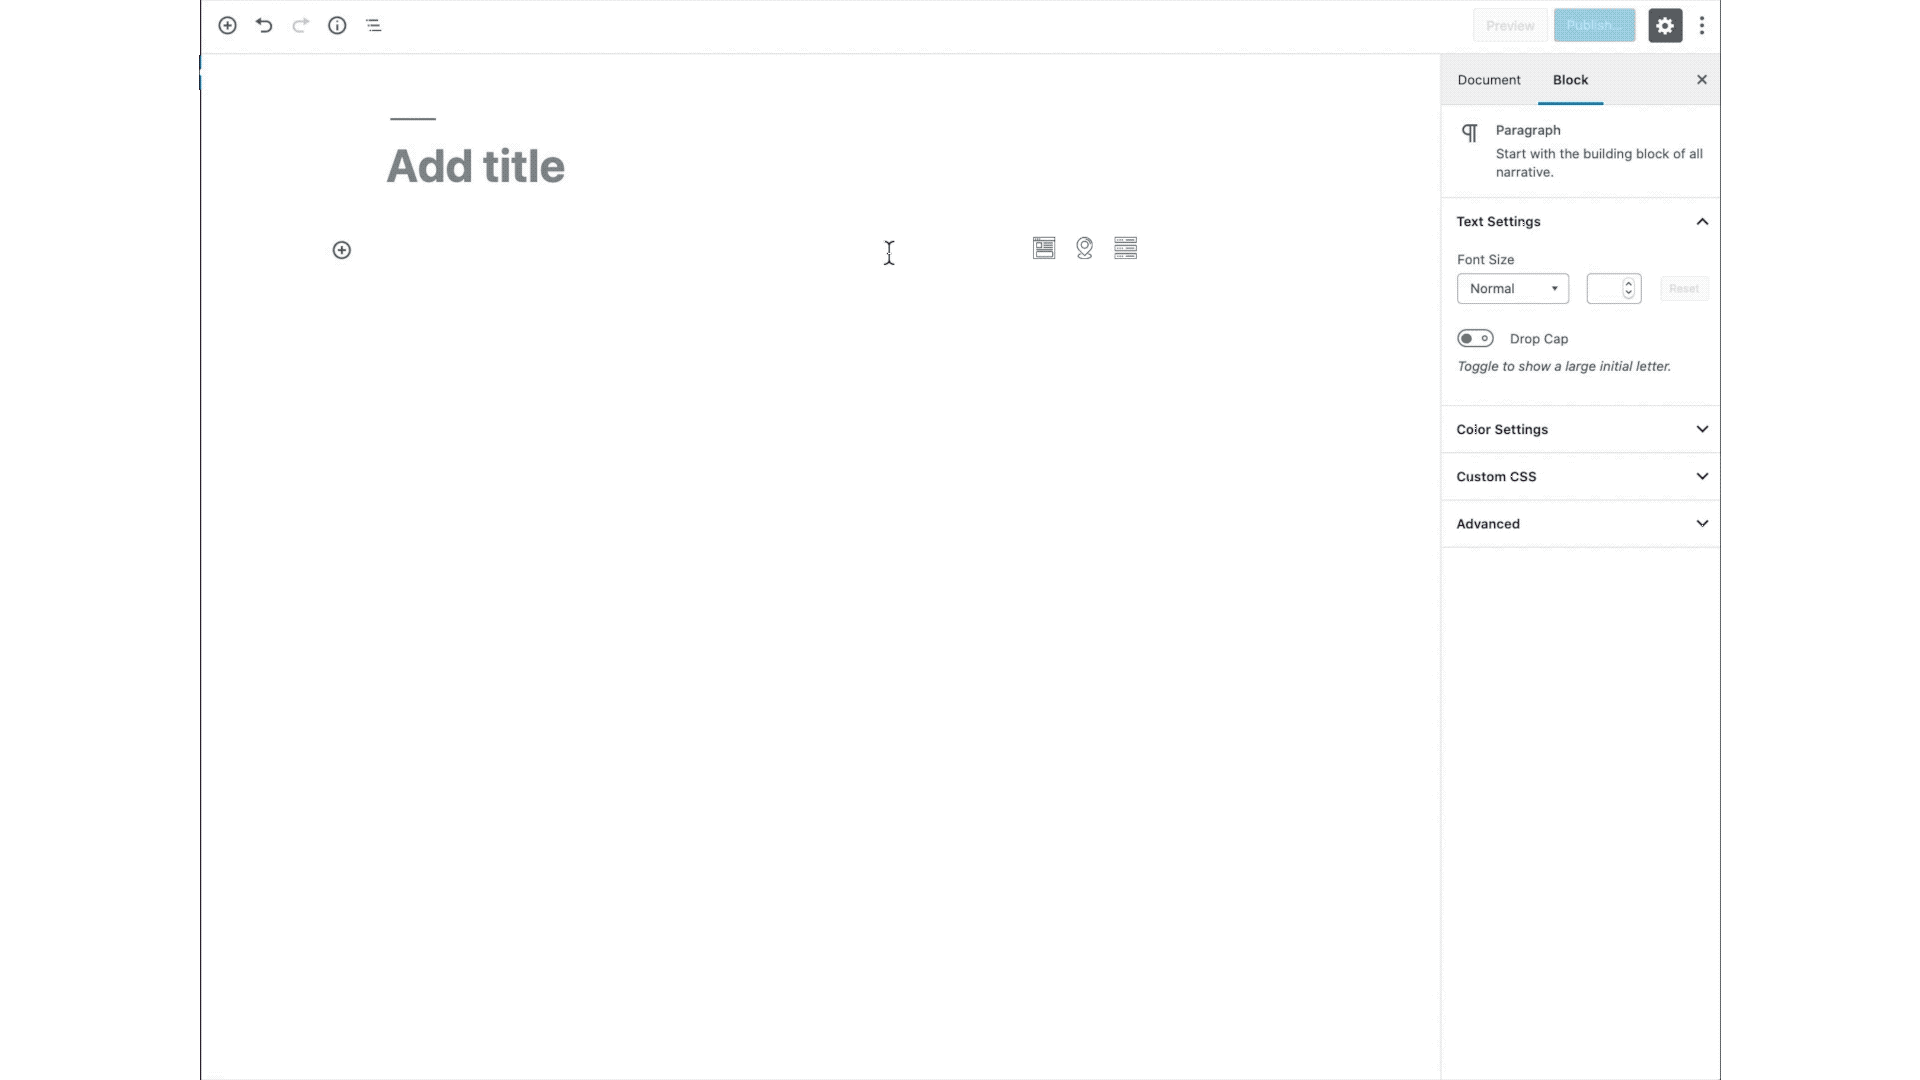 Preview
Publish...
Document
Block
Add title
Paragraph
Start with the building block of all
narrative.
Text Settings
Font Size
Normal
Reset
Drop Cap
Toggle to show a large initial letter.
Color Settings
Custom CSS
Advanced